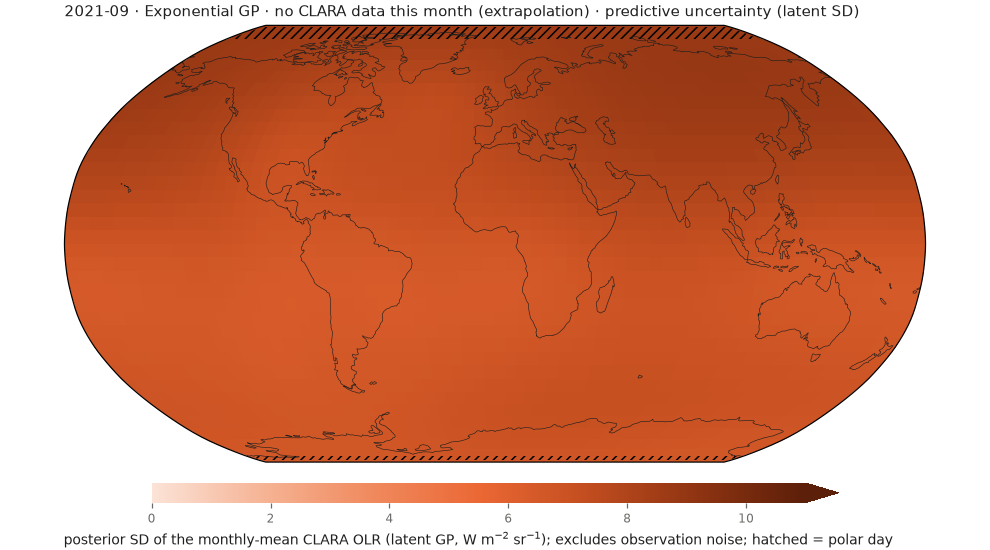 2021-09 · Exponential GP · no CLARA data this month (extrapolation) · predictive uncertainty (latent SD)
0 2 4 6 8 10
posterior SD of the monthly-mean CLARA OLR (latent GP, W m⁻² sr⁻¹); excludes observation noise; hatched = polar day